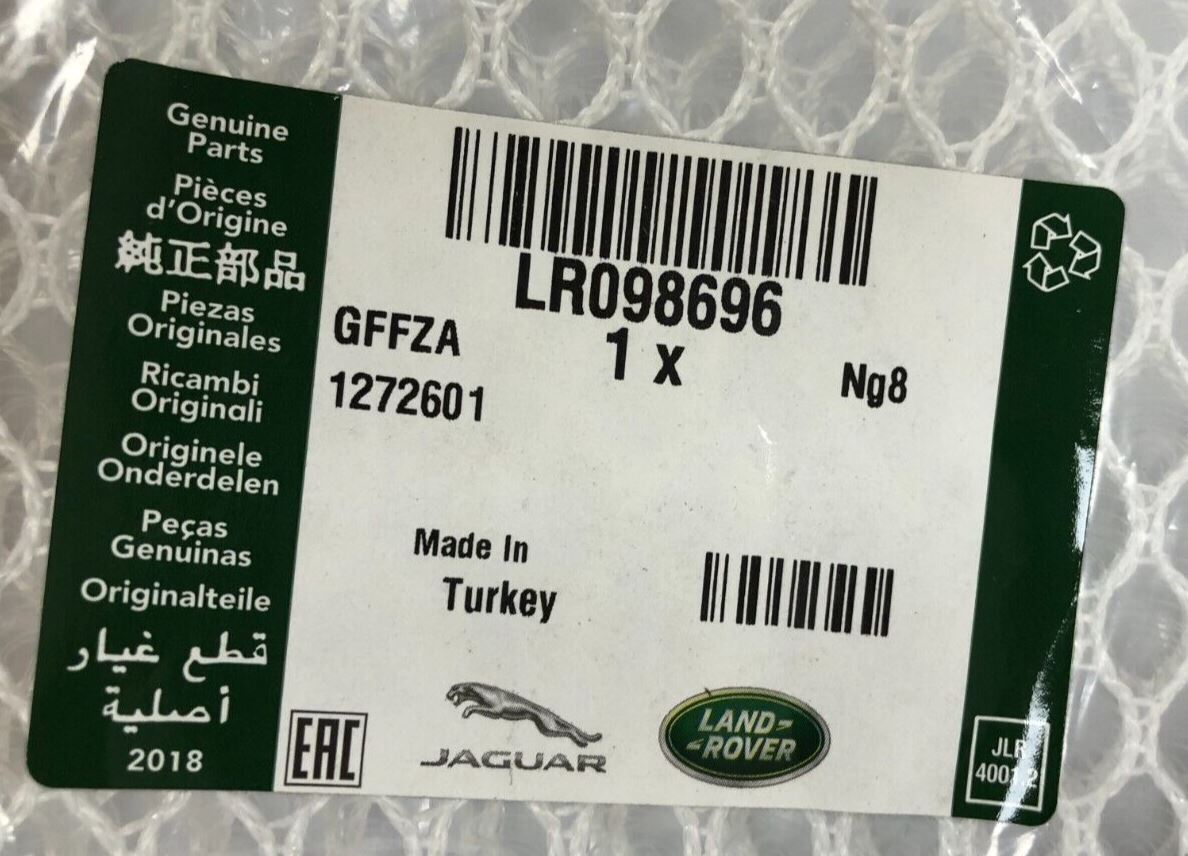 Genuine
Parts
Pièces
d'Origine
純正部品
Piezas
Originales
Ricambi
Originali
Originele
Onderdelen
Peças
Genuinas
Originalteile
قطع غيار
أصلية
2018
LR098696
GFFZA
1 x
Ng8
1272601
Made In
Turkey
EAC
JAGUAR
LAND-
-ROVER
JLR